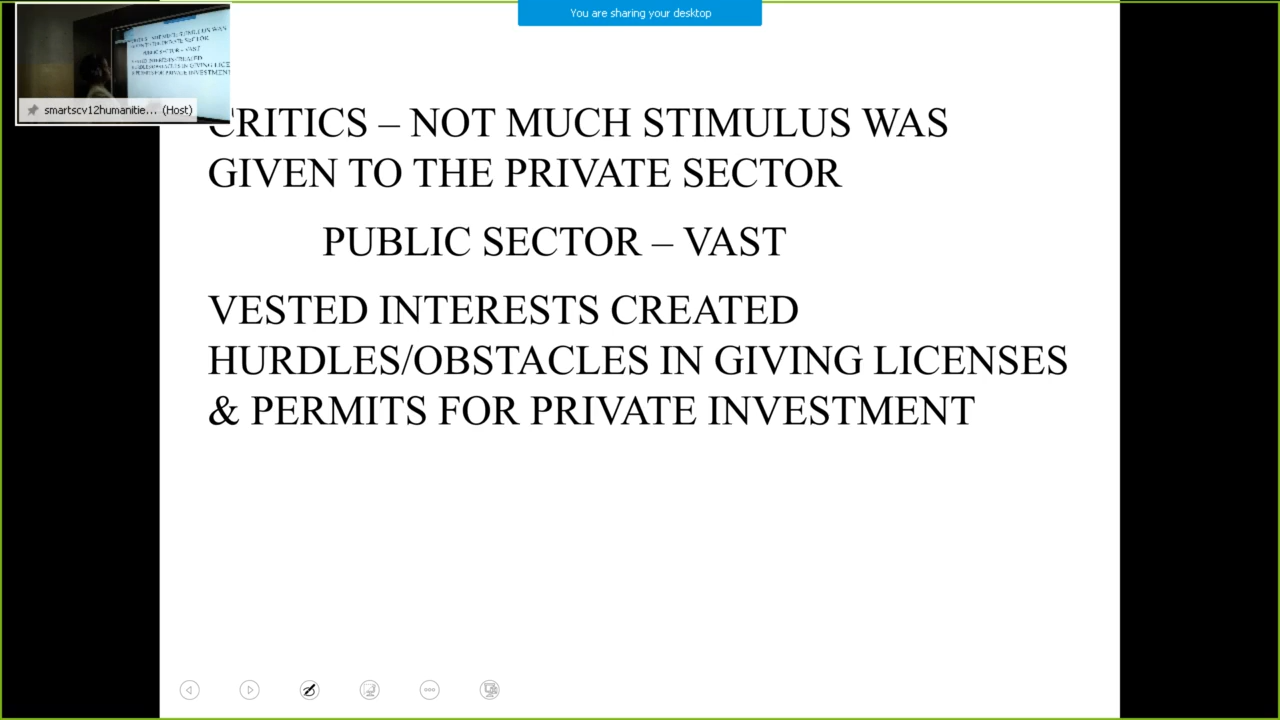 You are sharing your desktop
smartscv12humanitie... (Host)
CRITICS – NOT MUCH STIMULUS WAS
GIVEN TO THE PRIVATE SECTOR
PUBLIC SECTOR – VAST
VESTED INTERESTS CREATED
HURDLES/OBSTACLES IN GIVING LICENSES
& PERMITS FOR PRIVATE INVESTMENT